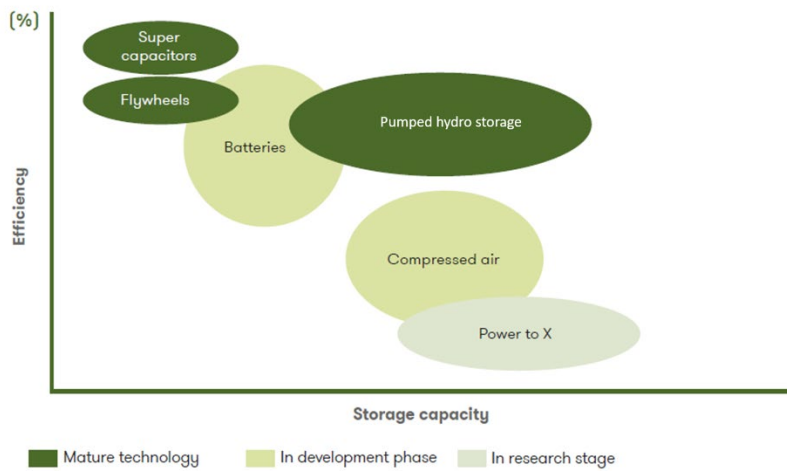 (%)
Super
capacitors
Flywheels
Batteries
Pumped hydro storage
Compressed air
Power to X
Efficiency
Storage capacity
Mature technology
In development phase
In research stage